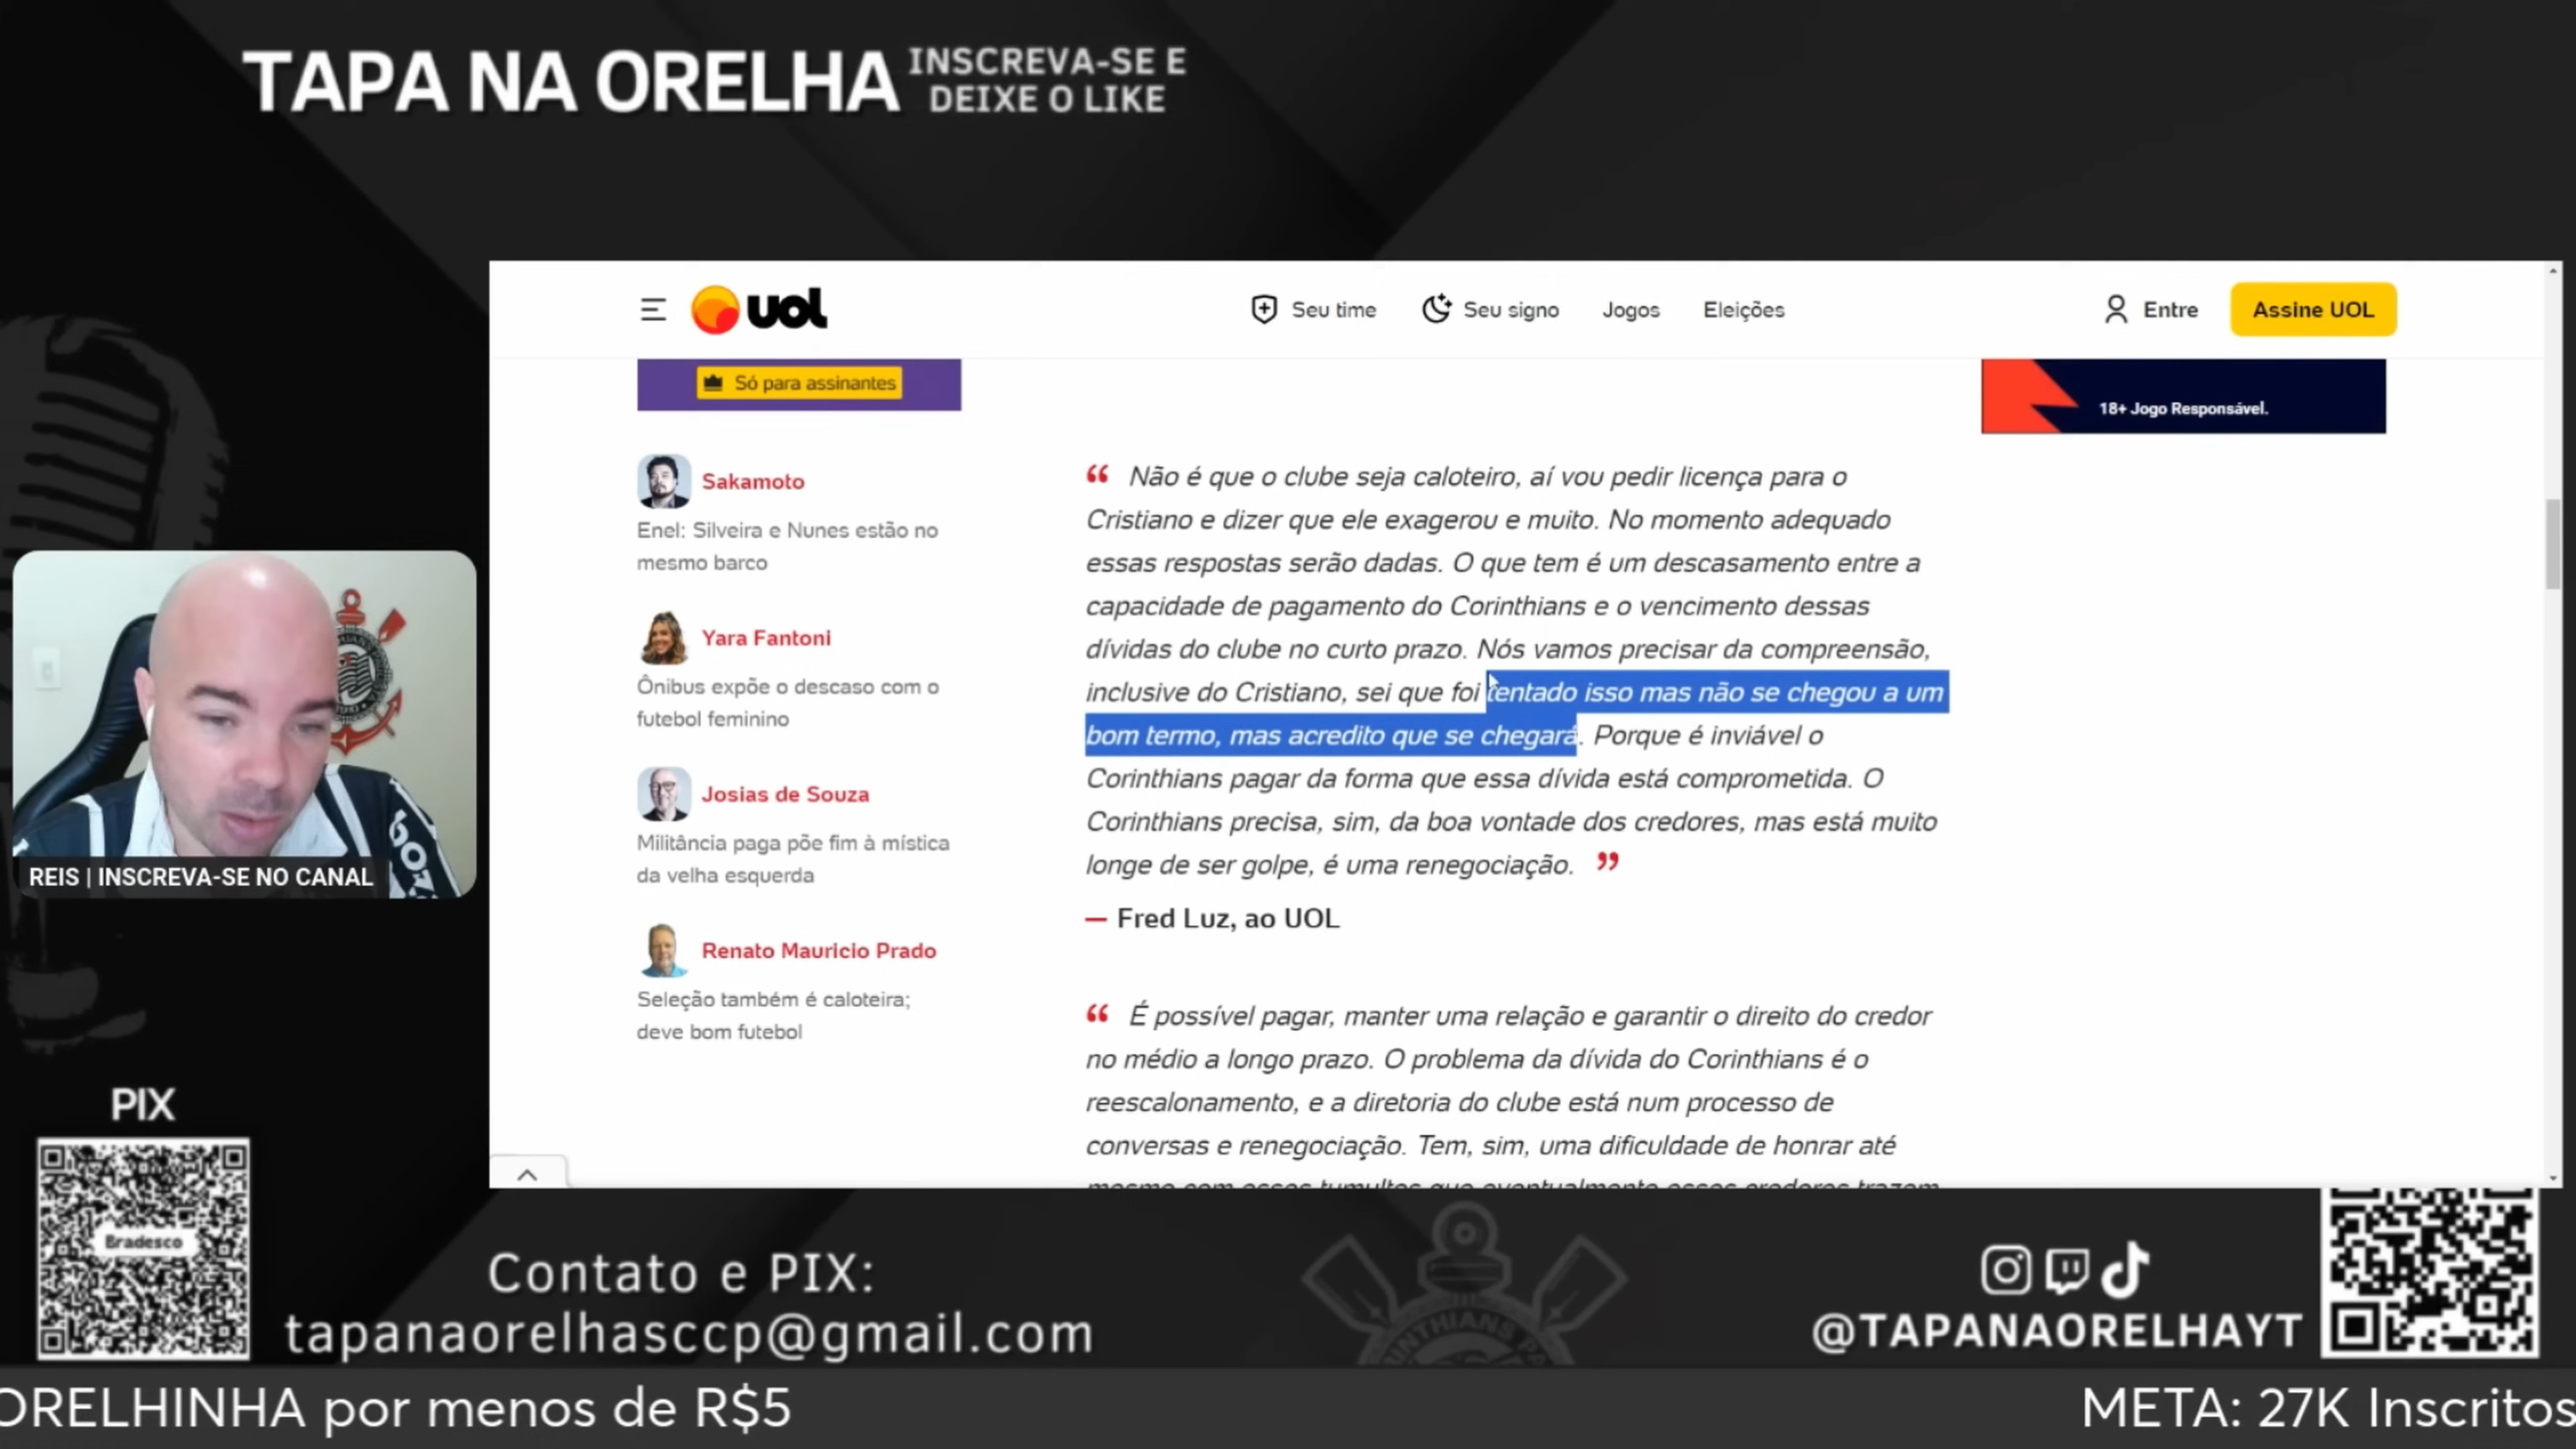 TAPA NA ORELHA
INSCREVA-SE E
DEIXE O LIKE
uol
Seu time
Seu signo
Jogos
Eleições
Entre
Assine UOL
Só para assinantes
18+ Jogo Responsável.
Sakamoto
Enel: Silveira e Nunes estão no
mesmo barco
Yara Fantoni
Ônibus expõe o descaso com o
futebol feminino
Josias de Souza
Militância paga põe fim à mística
da velha esquerda
Renato Mauricio Prado
Seleção também é caloteira;
deve bom futebol
“ Não é que o clube seja caloteiro, aí vou pedir licença para o
Cristiano e dizer que ele exagerou e muito. No momento adequado
essas respostas serão dadas. O que tem é um descasamento entre a
capacidade de pagamento do Corinthians e o vencimento dessas
dívidas do clube no curto prazo. Nós vamos precisar da compreensão,
inclusive do Cristiano, sei que foi tentado isso mas não se chegou a um
bom termo, mas acredito que se chegará. Porque é inviável o
Corinthians pagar da forma que essa dívida está comprometida. O
Corinthians precisa, sim, da boa vontade dos credores, mas está muito
longe de ser golpe, é uma renegociação. ”
— Fred Luz, ao UOL
“ É possível pagar, manter uma relação e garantir o direito do credor
no médio a longo prazo. O problema da dívida do Corinthians é o
reescalonamento, e a diretoria do clube está num processo de
conversas e renegociação. Tem, sim, uma dificuldade de honrar até
mesmo com esses tumultos que eventualmente esses credores trazem
REIS | INSCREVA-SE NO CANAL
PIX
Bradesco
Contato e PIX:
tapanaorelhasccp@gmail.com
@TAPANAORELHAYT
ORELHINHA por menos de R$5
META: 27K Inscritos